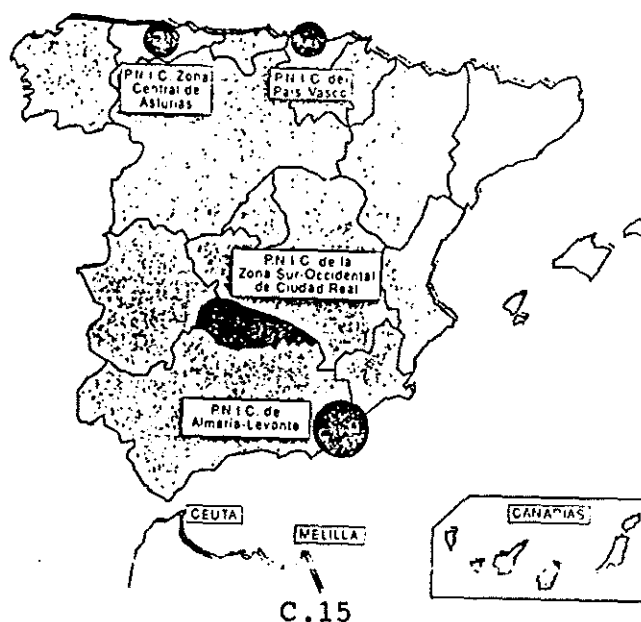 P.N.I.C. Zona
Central de
Asturias
P.N.I.C. del
País Vasco
P.N.I.C. de la
Zona Sur-Occidental
de Ciudad Real
P.N.I.C. de
Almería-Levante
CEUTA
MELILLA
CANARIAS
C.15